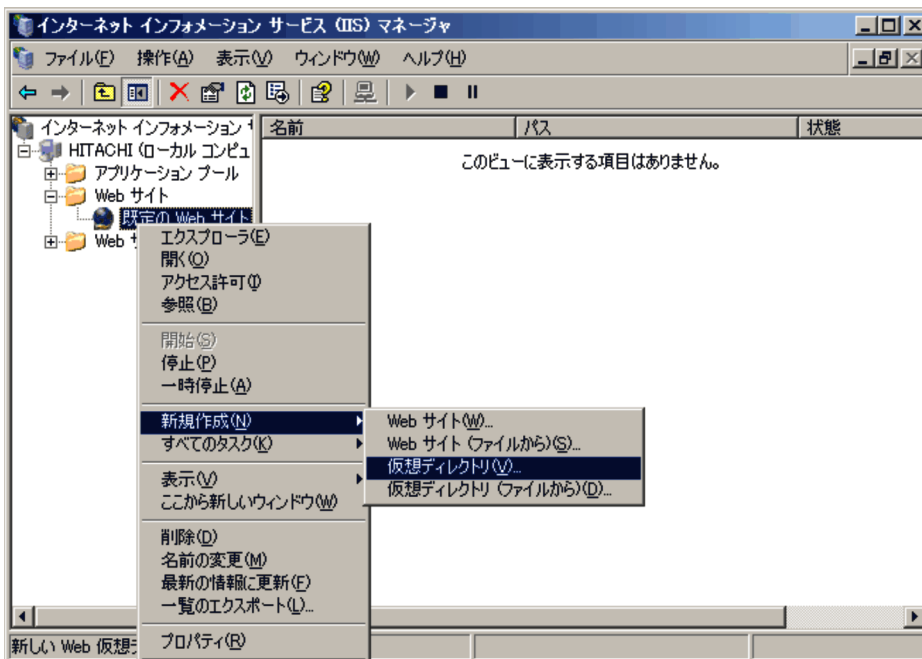 インターネット インフォメーション サービス (IIS) マネージャ
ファイル(F) 操作(A) 表示(V) ウィンドウ(W) ヘルプ(H)
インターネット インフォメーション
名前 パス 状態
HITACHI (ローカル コンピュ
このビューに表示する項目はありません。
アプリケーション プール
Web サイト
既定の Web サイト
Web サ
エクスプローラ(E)
開く(O)
アクセス許可(I)
参照(B)
開始(S)
停止(P)
一時停止(A)
新規作成(N)
すべてのタスク(K)
表示(V)
ここから新しいウィンドウ(W)
削除(D)
名前の変更(M)
最新の情報に更新(F)
一覧のエクスポート(L)...
プロパティ(R)
Web サイト(W)...
Web サイト (ファイルから)(S)...
仮想ディレクトリ(V)...
仮想ディレクトリ (ファイルから)(D)...
新しい Web 仮想デ